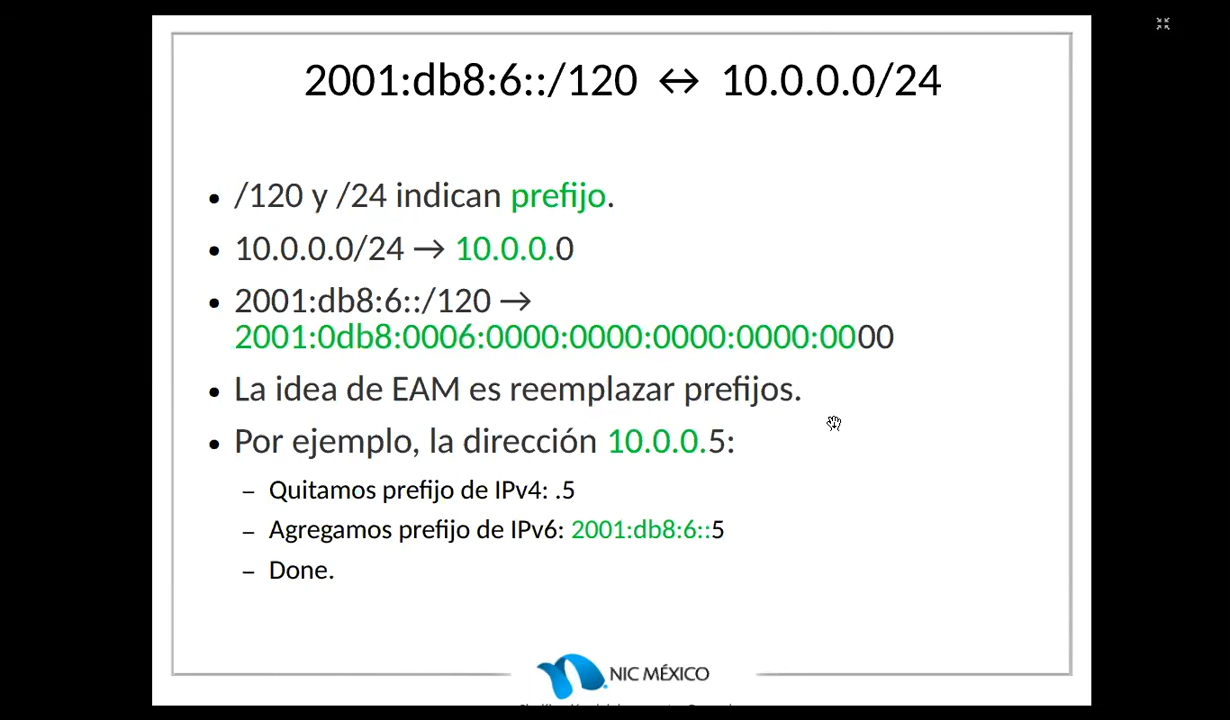 2001:db8:6::/120 ↔ 10.0.0.0/24
• /120 y /24 indican prefijo.
• 10.0.0.0/24 → 10.0.0.0
• 2001:db8:6::/120 →
2001:0db8:0006:0000:0000:0000:0000:0000
• La idea de EAM es reemplazar prefijos.
• Por ejemplo, la dirección 10.0.0.5:
– Quitamos prefijo de IPv4: .5
– Agregamos prefijo de IPv6: 2001:db8:6::5
– Done.
NIC MÉXICO